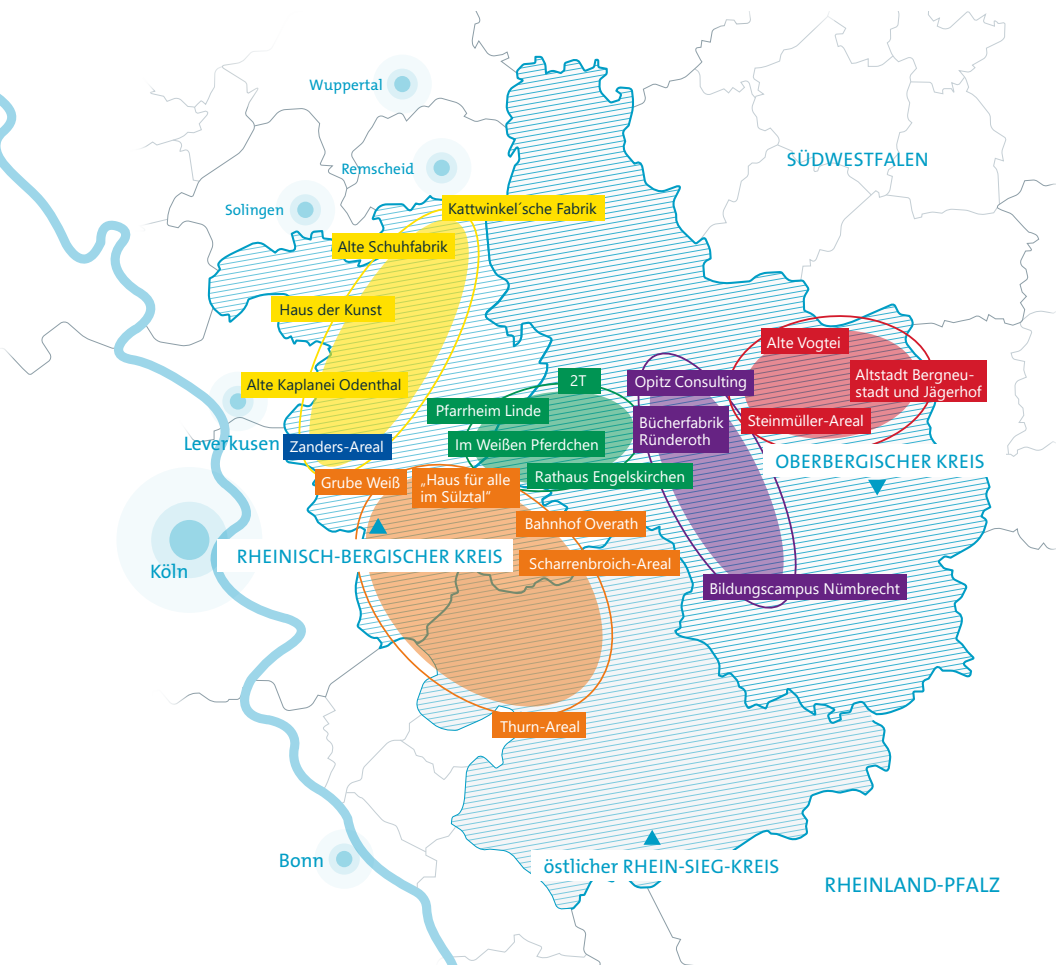 Wuppertal
SÜDWESTFALEN
Remscheid
Solingen
Kattwinkel´sche Fabrik
Alte Schuhfabrik
Haus der Kunst
Alte Vogtei
2T
Opitz Consulting
Altstadt Bergneu-
stadt und Jägerhof
Alte Kaplanei Odenthal
Pfarrheim Linde
Steinmüller-Areal
Bücherfabrik
Ründeroth
Leverkusen
Zanders-Areal
Im Weißen Pferdchen
OBERBERGISCHER KREIS
Rathaus Engelskirchen
Grube Weiß
„Haus für alle
im Sülztal"
Bahnhof Overath
RHEINISCH-BERGISCHER KREIS
Scharrenbroich-Areal
Köln
Bildungscampus Nümbrecht
Thurn-Areal
Bonn
östlicher RHEIN-SIEG-KREIS
RHEINLAND-PFALZ